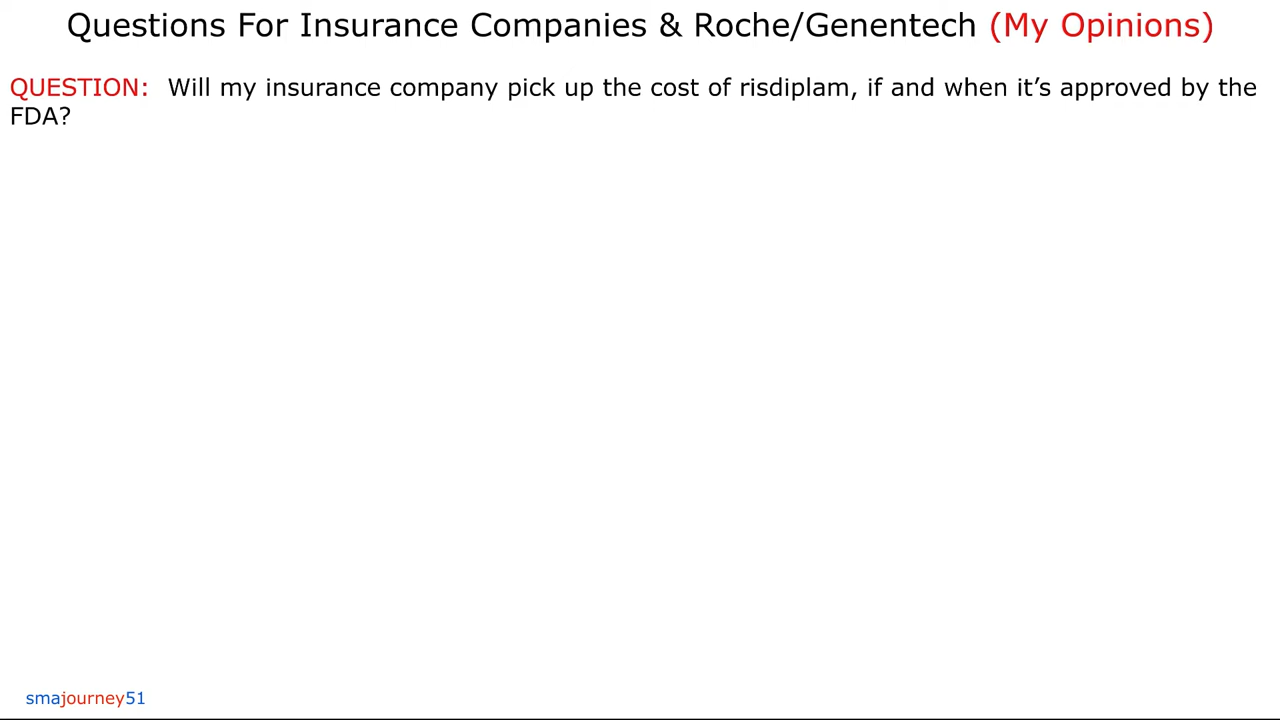 Questions For Insurance Companies & Roche/Genentech (My Opinions)
QUESTION: Will my insurance company pick up the cost of risdiplam, if and when it’s approved by the
FDA?
smajourney51